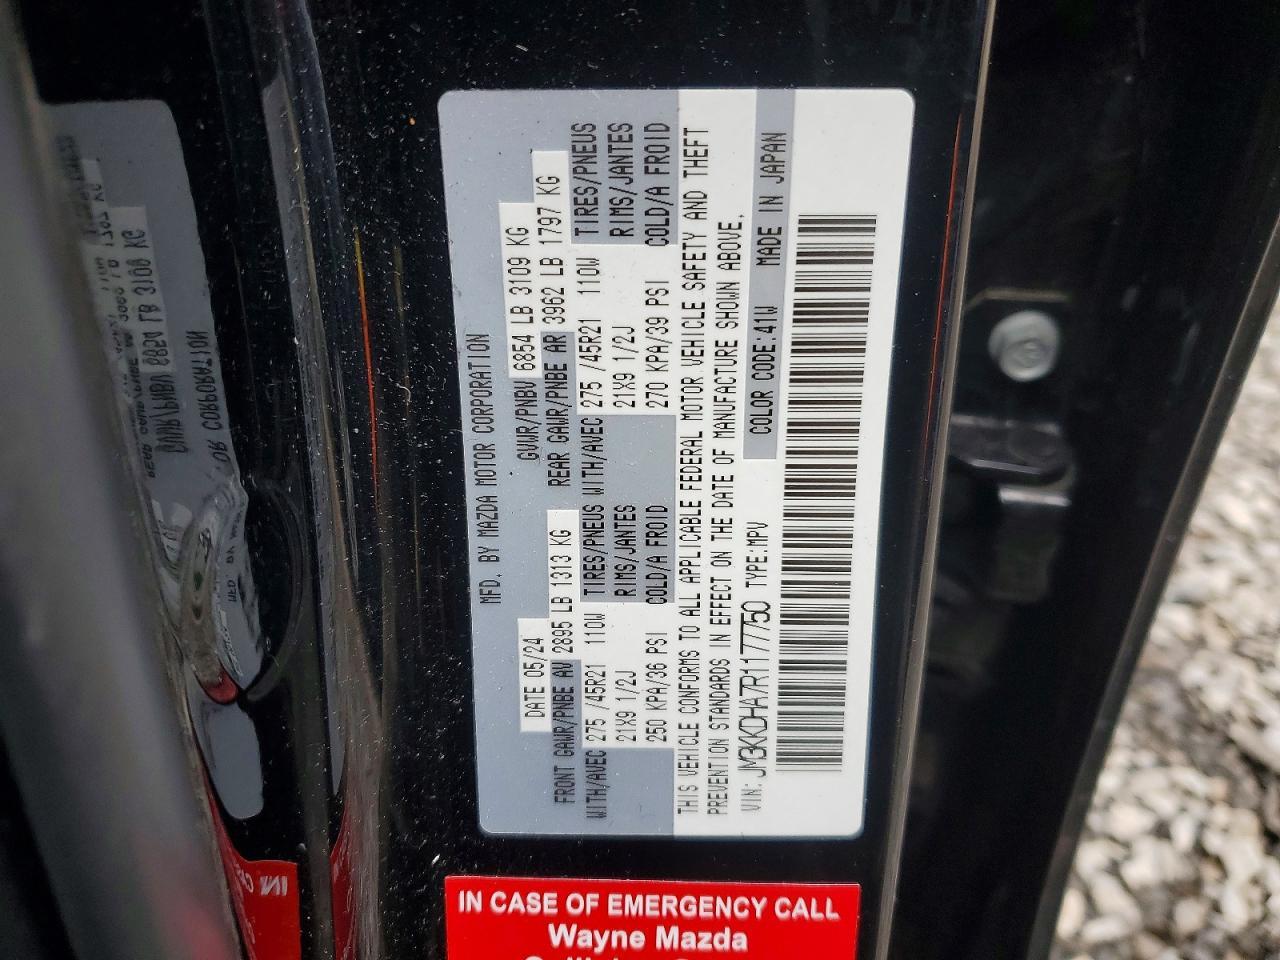 MFD. BY MAZDA MOTOR CORPORATION
DATE 05/24
GVWR/PNBV 6854 LB 3109 KG
FRONT GAWR/PNBE AV 2895 LB 1313 KG
REAR GAWR/PNBE AR 3962 LB 1797 KG
WITH/AVEC 275 /45R21 110W TIRES/PNEUS WITH/AVEC 275 /45R21 110W TIRES/PNEUS
21X9 1/2J RIMS/JANTES 21X9 1/2J RIMS/JANTES
250 KPA/36 PSI COLD/A FROID 270 KPA/39 PSI COLD/A FROID
THIS VEHICLE CONFORMS TO ALL APPLICABLE FEDERAL MOTOR VEHICLE SAFETY AND THEFT
PREVENTION STANDARDS IN EFFECT ON THE DATE OF MANUFACTURE SHOWN ABOVE.
VIN: JM3KKDHA7R1177750 TYPE:MPV
COLOR CODE:41W MADE IN JAPAN
IN CASE OF EMERGENCY CALL
Wayne Mazda